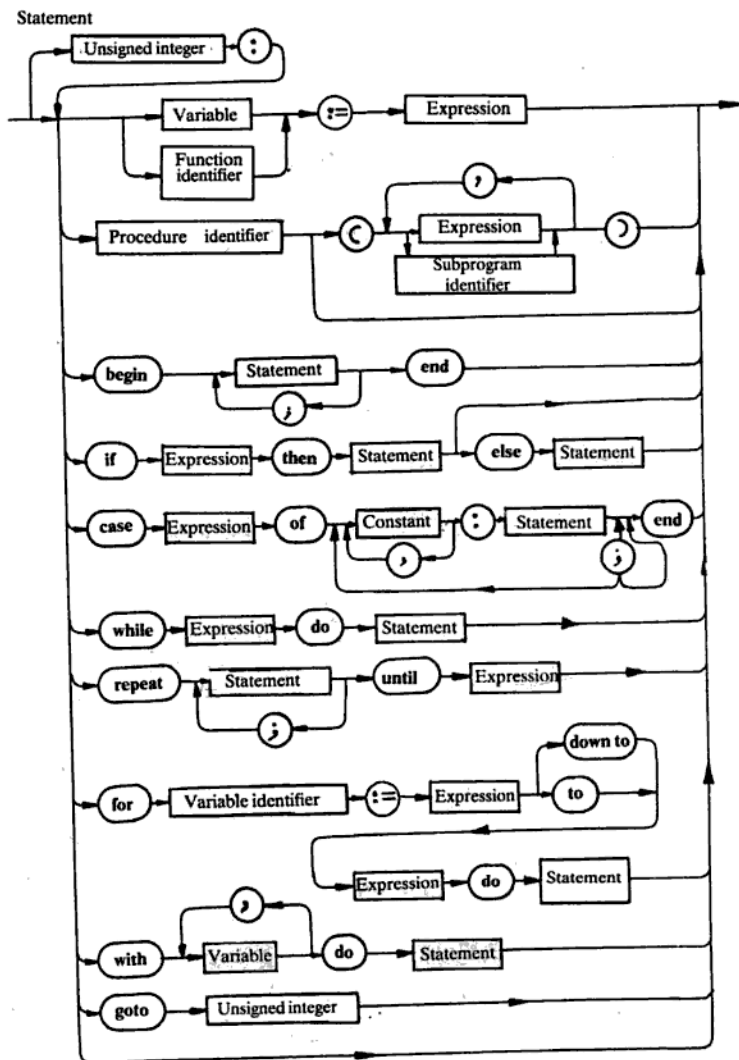 Statement
Unsigned integer :
Variable := Expression
Function
identifier
,
Procedure identifier ( Expression )
Subprogram
identifier
begin Statement end
;
if Expression then Statement else Statement
case Expression of Constant : Statement end
, ;
while Expression do Statement
repeat Statement until Expression
;
down to
for Variable identifier := Expression to
Expression do Statement
,
with Variable do Statement
goto Unsigned integer